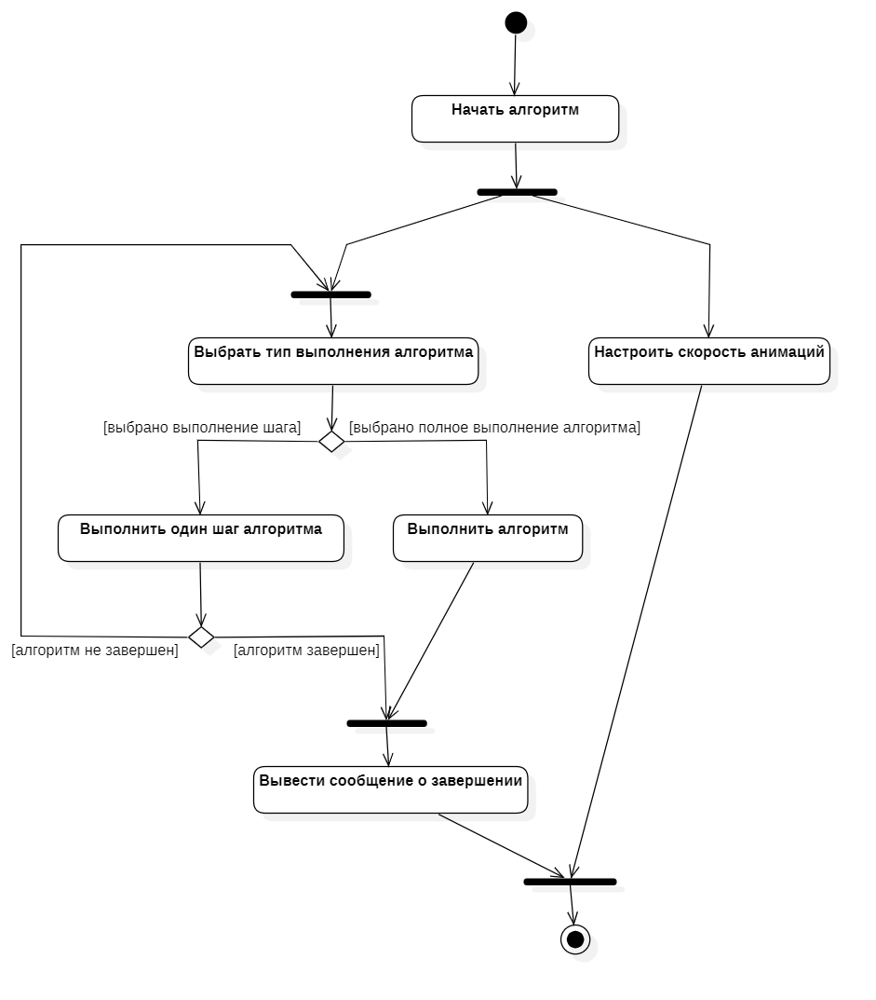 Начать алгоритм
Выбрать тип выполнения алгоритма
Настроить скорость анимаций
[выбрано выполнение шага]
[выбрано полное выполнение алгоритма]
Выполнить один шаг алгоритма
Выполнить алгоритм
[алгоритм не завершен]
[алгоритм завершен]
Вывести сообщение о завершении